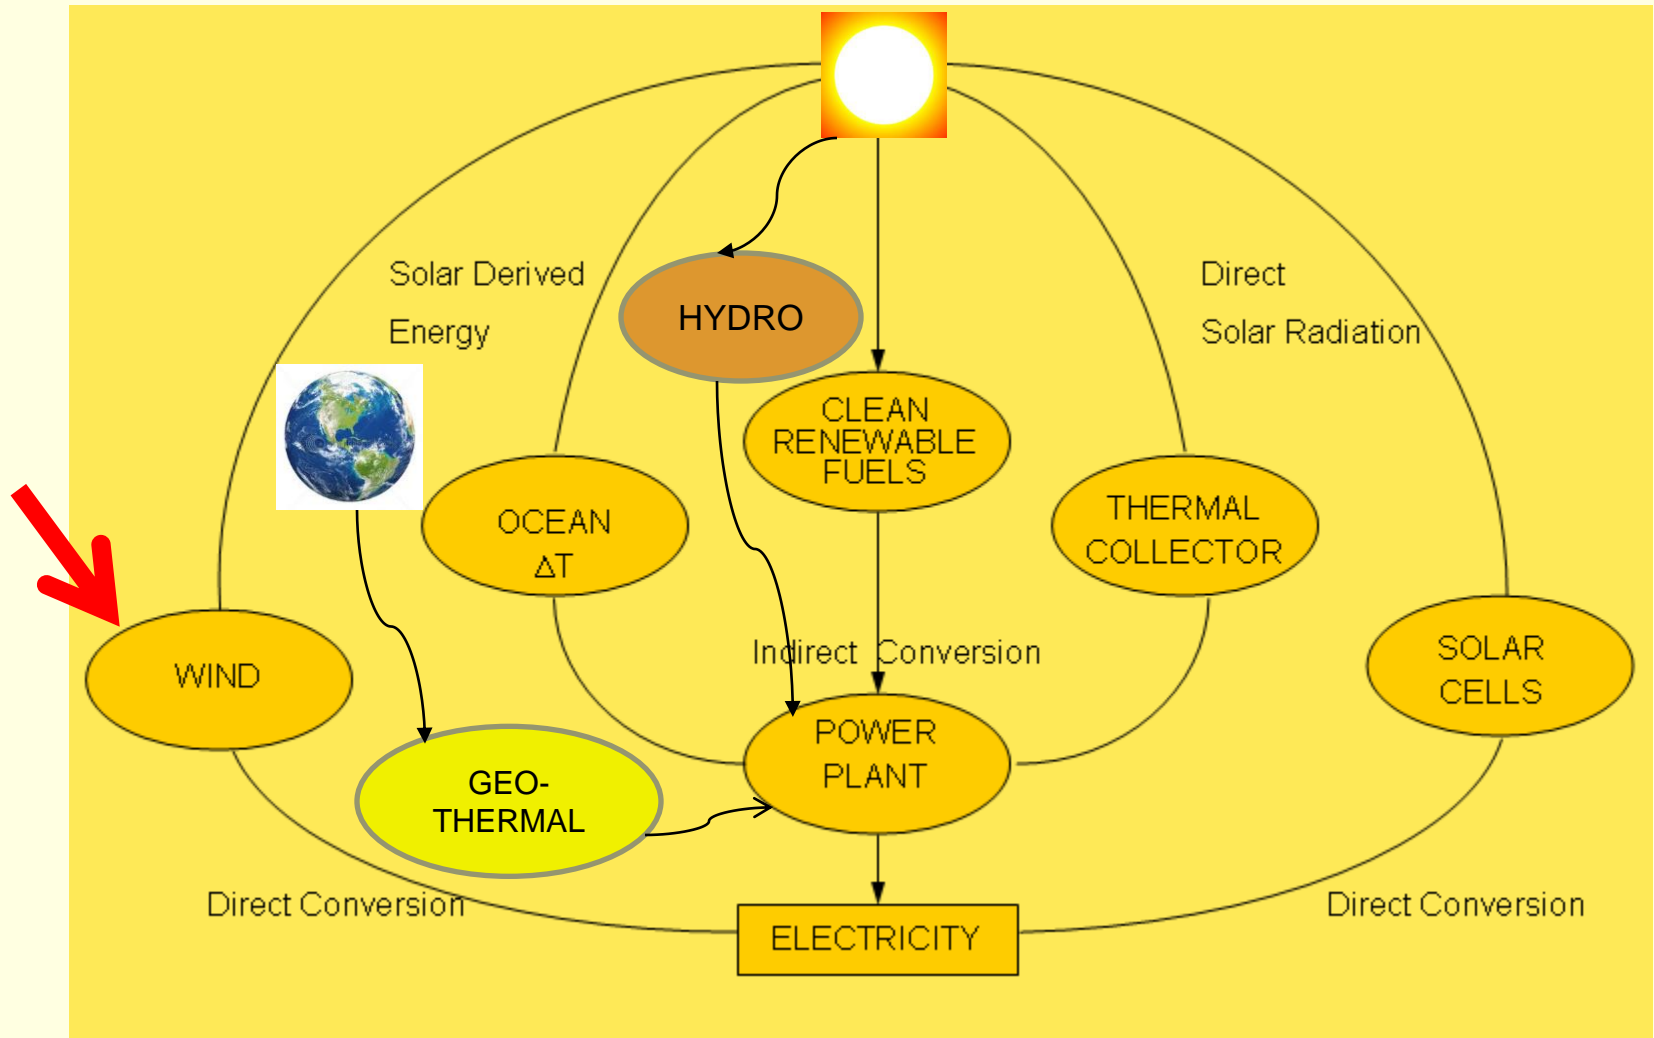 Solar Derived
Energy
Direct
Solar Radiation
HYDRO
CLEAN
RENEWABLE
FUELS
OCEAN
ΔT
THERMAL
COLLECTOR
WIND
Indirect Conversion
SOLAR
CELLS
POWER
PLANT
GEO-
THERMAL
Direct Conversion
Direct Conversion
ELECTRICITY